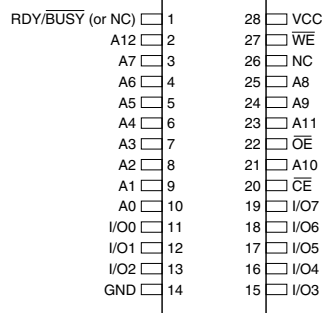 RDY/BUSY (or NC) 1 28 VCC
A12 2 27 WE
A7 3 26 NC
A6 4 25 A8
A5 5 24 A9
A4 6 23 A11
A3 7 22 OE
A2 8 21 A10
A1 9 20 CE
A0 10 19 I/O7
I/O0 11 18 I/O6
I/O1 12 17 I/O5
I/O2 13 16 I/O4
GND 14 15 I/O3